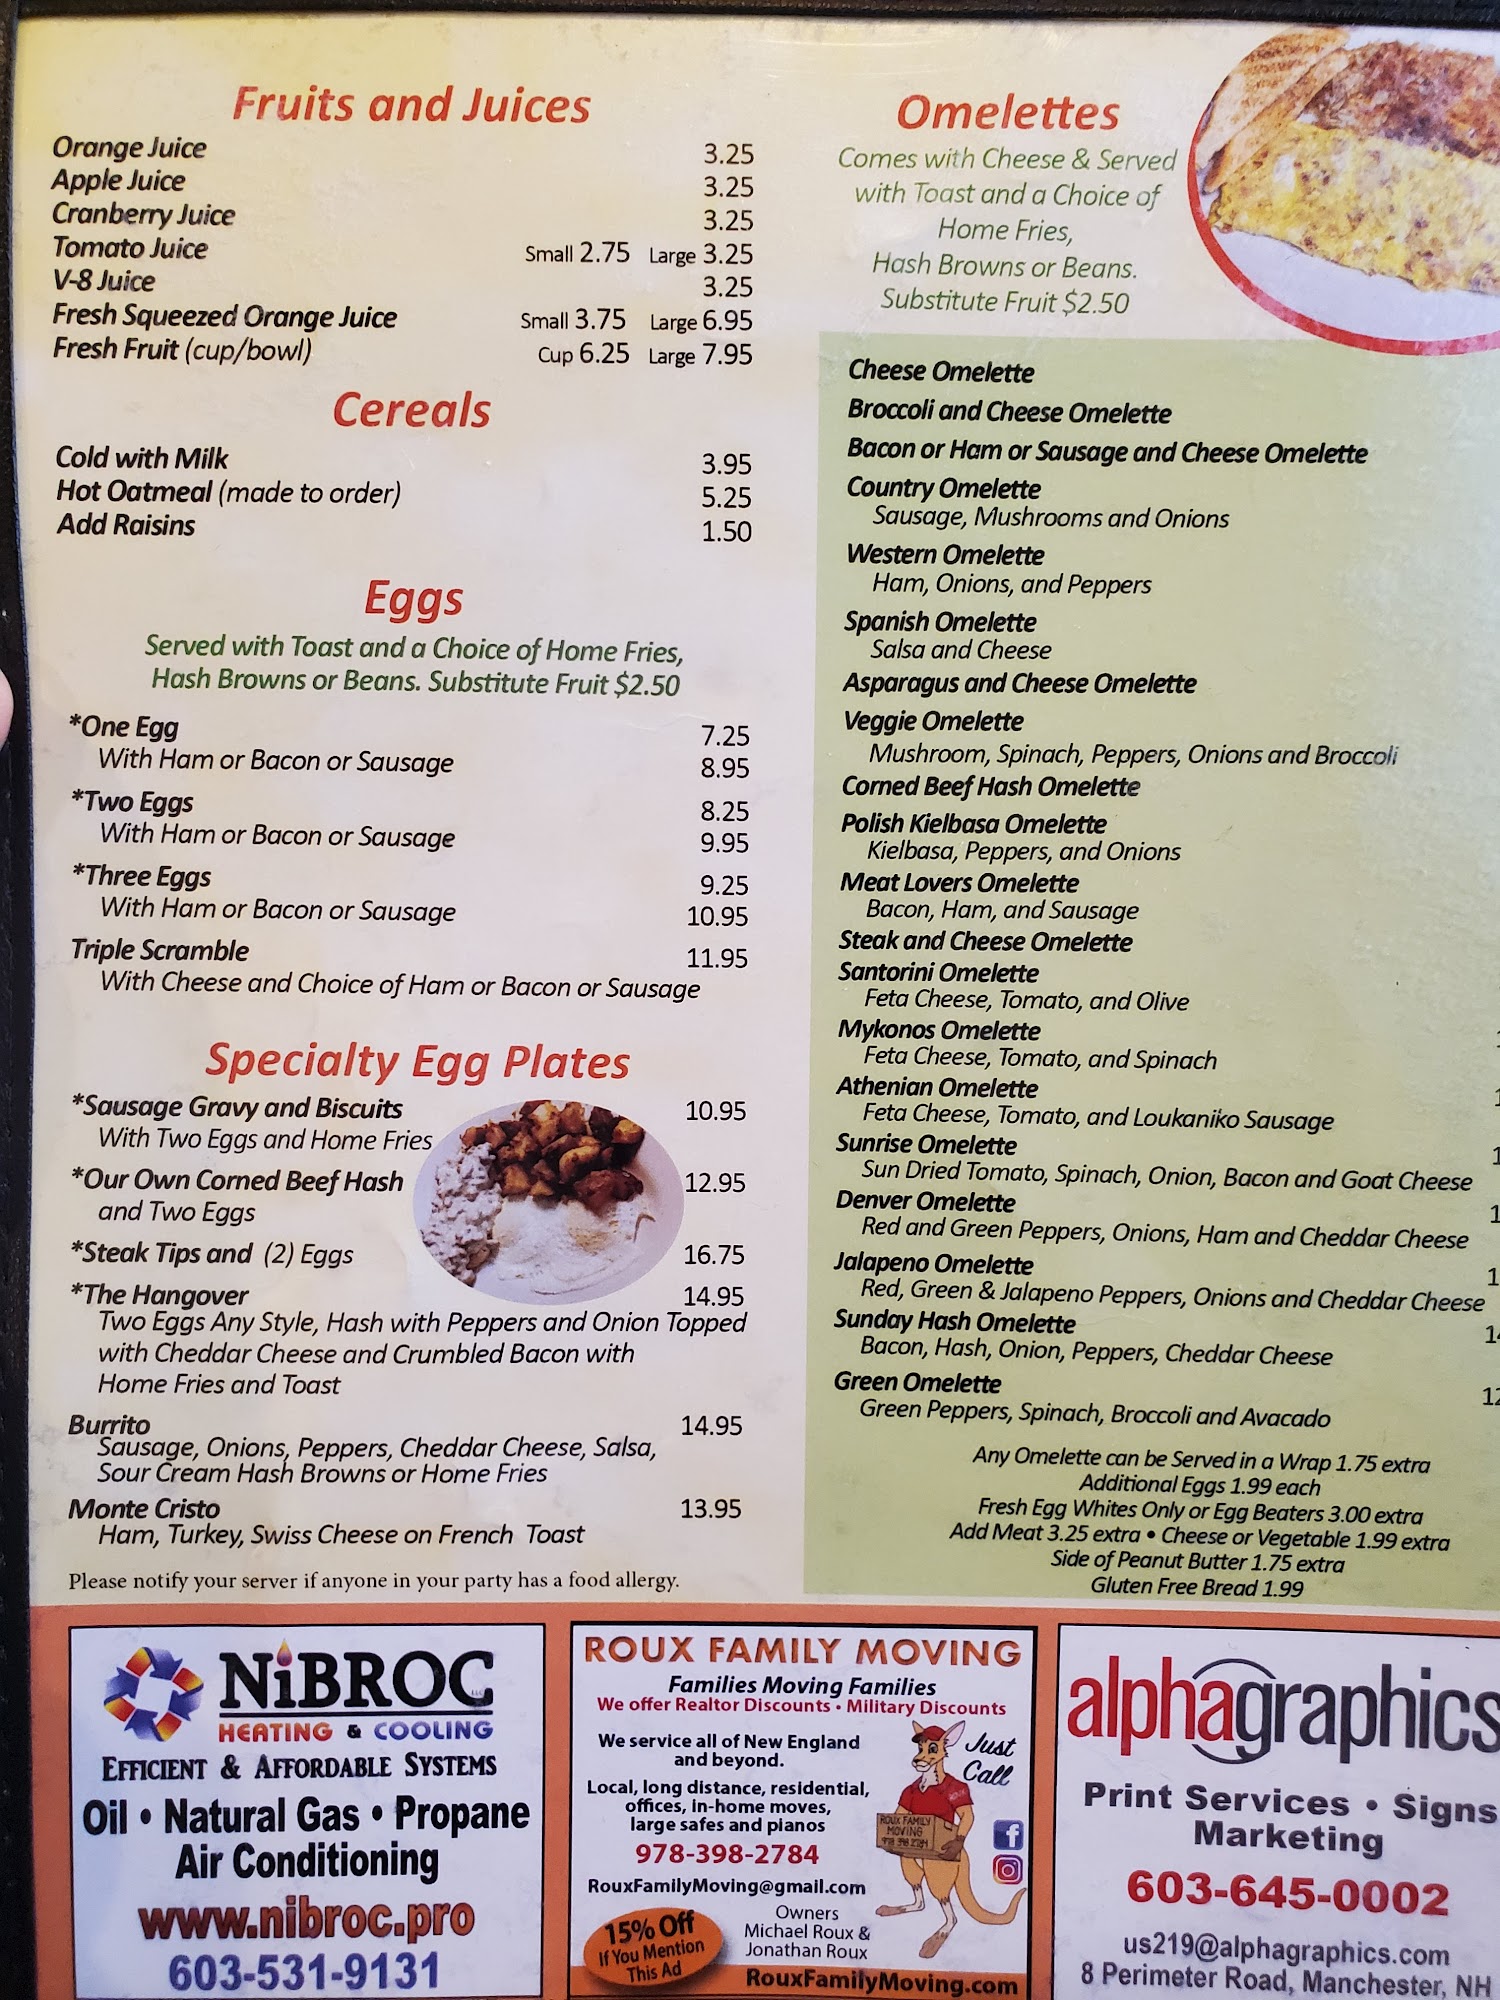 Fruits and Juices
Orange Juice 3.25
Apple Juice 3.25
Cranberry Juice 3.25
Tomato Juice Small 2.75 Large 3.25
V-8 Juice 3.25
Fresh Squeezed Orange Juice Small 3.75 Large 6.95
Fresh Fruit (cup/bowl) Cup 6.25 Large 7.95
Cereals
Cold with Milk 3.95
Hot Oatmeal (made to order) 5.25
Add Raisins 1.50
Eggs
Served with Toast and a Choice of Home Fries,
Hash Browns or Beans. Substitute Fruit $2.50
*One Egg 7.25
With Ham or Bacon or Sausage 8.95
*Two Eggs 8.25
With Ham or Bacon or Sausage 9.95
*Three Eggs 9.25
With Ham or Bacon or Sausage 10.95
Triple Scramble 11.95
With Cheese and Choice of Ham or Bacon or Sausage
Specialty Egg Plates
*Sausage Gravy and Biscuits 10.95
With Two Eggs and Home Fries
*Our Own Corned Beef Hash 12.95
and Two Eggs
*Steak Tips and (2) Eggs 16.75
*The Hangover 14.95
Two Eggs Any Style, Hash with Peppers and Onion Topped
with Cheddar Cheese and Crumbled Bacon with
Home Fries and Toast
Burrito 14.95
Sausage, Onions, Peppers, Cheddar Cheese, Salsa,
Sour Cream Hash Browns or Home Fries
Monte Cristo 13.95
Ham, Turkey, Swiss Cheese on French Toast
Please notify your server if anyone in your party has a food allergy.
Omelettes
Comes with Cheese & Served
with Toast and a Choice of
Home Fries,
Hash Browns or Beans.
Substitute Fruit $2.50
Cheese Omelette
Broccoli and Cheese Omelette
Bacon or Ham or Sausage and Cheese Omelette
Country Omelette
Sausage, Mushrooms and Onions
Western Omelette
Ham, Onions, and Peppers
Spanish Omelette
Salsa and Cheese
Asparagus and Cheese Omelette
Veggie Omelette
Mushroom, Spinach, Peppers, Onions and Broccoli
Corned Beef Hash Omelette
Polish Kielbasa Omelette
Kielbasa, Peppers, and Onions
Meat Lovers Omelette
Bacon, Ham, and Sausage
Steak and Cheese Omelette
Santorini Omelette
Feta Cheese, Tomato, and Olive
Mykonos Omelette
Feta Cheese, Tomato, and Spinach
Athenian Omelette
Feta Cheese, Tomato, and Loukaniko Sausage
Sunrise Omelette
Sun Dried Tomato, Spinach, Onion, Bacon and Goat Cheese
Denver Omelette
Red and Green Peppers, Onions, Ham and Cheddar Cheese
Jalapeno Omelette
Red, Green & Jalapeno Peppers, Onions and Cheddar Cheese
Sunday Hash Omelette
Bacon, Hash, Onion, Peppers, Cheddar Cheese
Green Omelette
Green Peppers, Spinach, Broccoli and Avacado
Any Omelette can be Served in a Wrap 1.75 extra
Additional Eggs 1.99 each
Fresh Egg Whites Only or Egg Beaters 3.00 extra
Add Meat 3.25 extra • Cheese or Vegetable 1.99 extra
Side of Peanut Butter 1.75 extra
Gluten Free Bread 1.99
NiBROC
HEATING & COOLING
EFFICIENT & AFFORDABLE SYSTEMS
Oil • Natural Gas • Propane
Air Conditioning
www.nibroc.pro
603-531-9131
ROUX FAMILY MOVING
Families Moving Families
We offer Realtor Discounts • Military Discounts
We service all of New England
and beyond.
Just
Call
Local, long distance, residential,
offices, in-home moves,
large safes and pianos
978-398-2784
ROUX FAMILY
MOVING
978 398 2784
RouxFamilyMoving@gmail.com
15% Off
If You Mention
This Ad
Owners
Michael Roux &
Jonathan Roux
RouxFamilyMoving.com
alphagraphics
Print Services • Signs
Marketing
603-645-0002
us219@alphagraphics.com
8 Perimeter Road, Manchester, NH